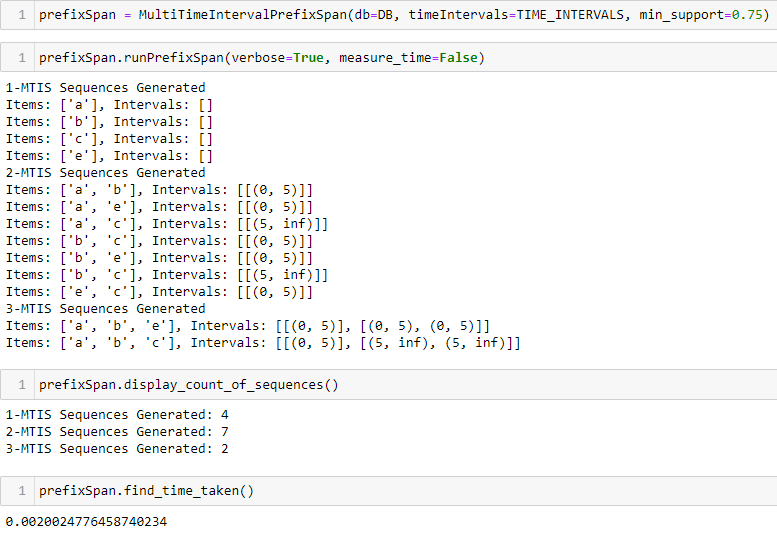 1 prefixSpan = MultiTimeIntervalPrefixSpan(db=DB, timeIntervals=TIME_INTERVALS, min_support=0.75)
1 prefixSpan.runPrefixSpan(verbose=True, measure_time=False)
1-MTIS Sequences Generated
Items: ['a'], Intervals: []
Items: ['b'], Intervals: []
Items: ['c'], Intervals: []
Items: ['e'], Intervals: []
2-MTIS Sequences Generated
Items: ['a', 'b'], Intervals: [[(0, 5)]]
Items: ['a', 'e'], Intervals: [[(0, 5)]]
Items: ['a', 'c'], Intervals: [[(5, inf)]]
Items: ['b', 'c'], Intervals: [[(0, 5)]]
Items: ['b', 'e'], Intervals: [[(0, 5)]]
Items: ['b', 'c'], Intervals: [[(5, inf)]]
Items: ['e', 'c'], Intervals: [[(0, 5)]]
3-MTIS Sequences Generated
Items: ['a', 'b', 'e'], Intervals: [[(0, 5)], [(0, 5), (0, 5)]]
Items: ['a', 'b', 'c'], Intervals: [[(0, 5)], [(5, inf), (5, inf)]]
1 prefixSpan.display_count_of_sequences()
1-MTIS Sequences Generated: 4
2-MTIS Sequences Generated: 7
3-MTIS Sequences Generated: 2
1 prefixSpan.find_time_taken()
0.0020024776458740234